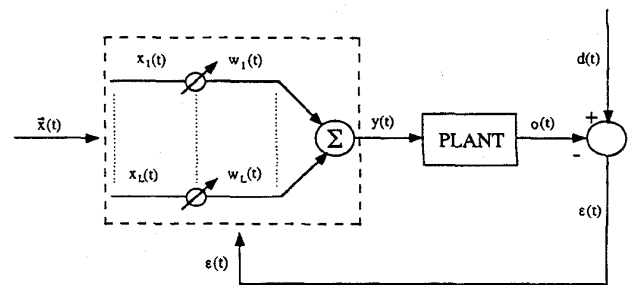 x₁(t) w₁(t)
d(t)
+
x⃗(t)
Σ
y(t)
PLANT
o(t)
-
x_L(t) w_L(t)
ε(t)
ε(t)